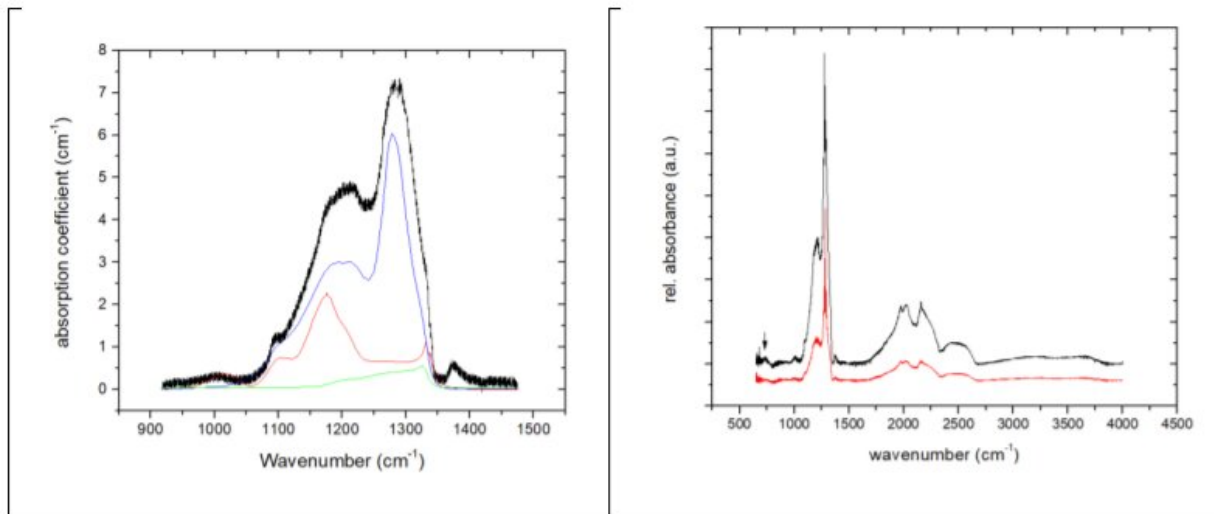 8
7
6
5
4
3
2
1
0
absorption coefficient (cm⁻¹)
900 1000 1100 1200 1300 1400 1500
Wavenumber (cm⁻¹)
rel. absorbance (a.u.)
500 1000 1500 2000 2500 3000 3500 4000 4500
wavenumber (cm⁻¹)